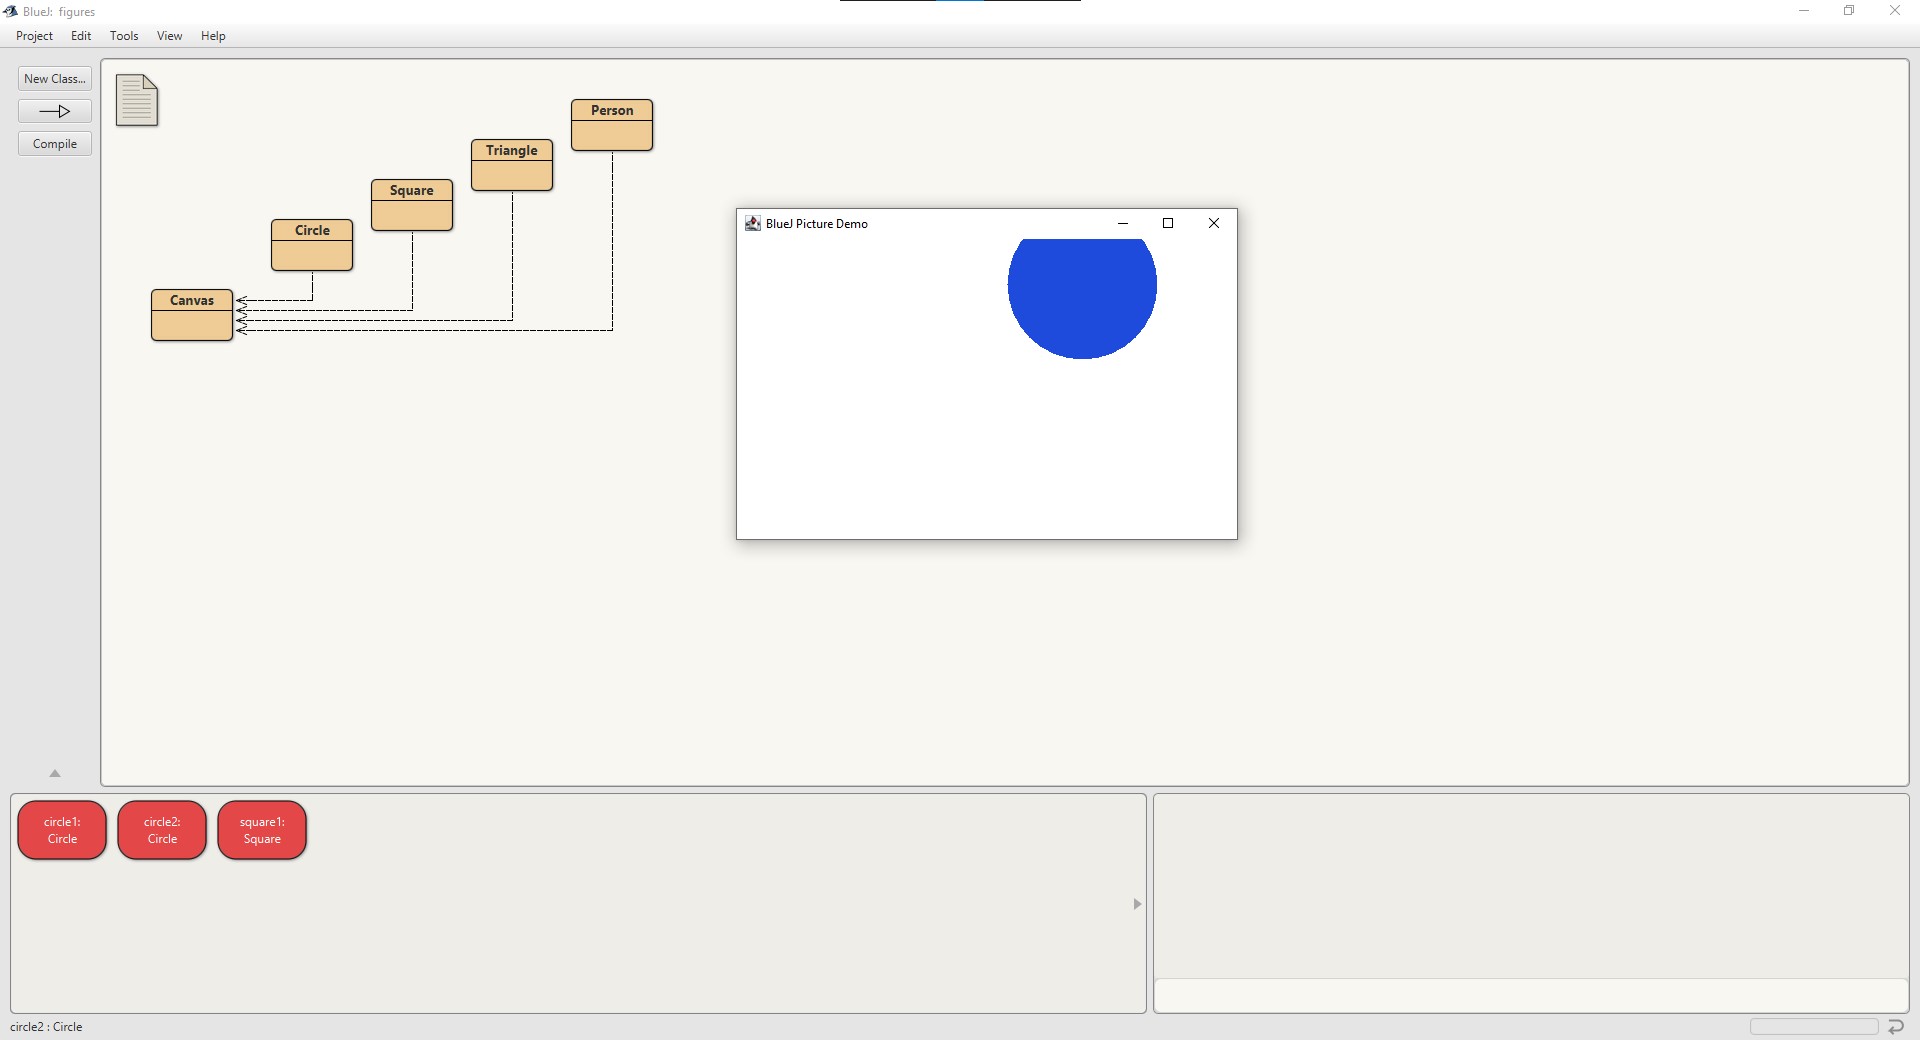 BlueJ: figures
Project Edit Tools View Help
New Class...
Compile
Person
Triangle
Square
Circle
Canvas
BlueJ Picture Demo
circle1:
Circle
circle2:
Circle
square1:
Square
circle2 : Circle